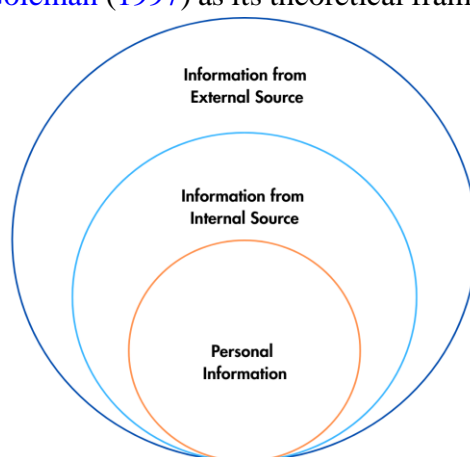 (1997) as its theoretical
Information from
External Source
Information from
Internal Source
Personal
Information